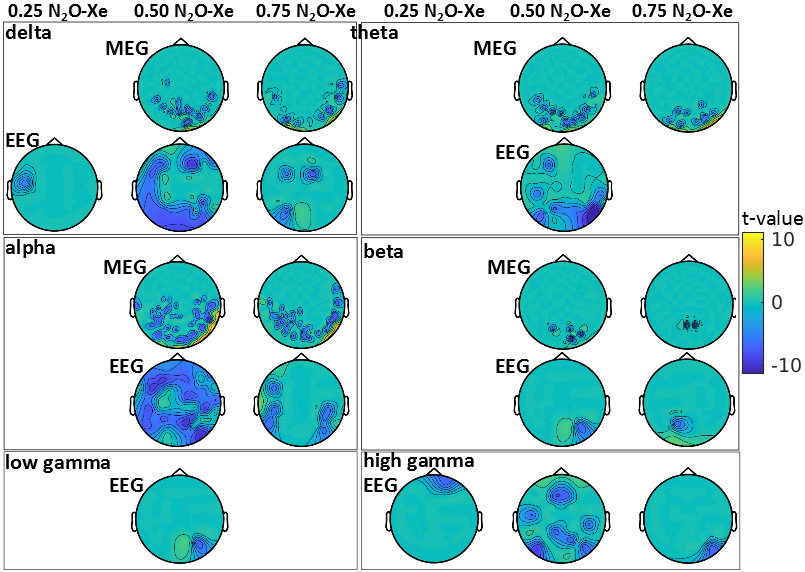 0.25 N₂O-Xe 0.50 N₂O-Xe 0.75 N₂O-Xe 0.25 N₂O-Xe 0.50 N₂O-Xe 0.75 N₂O-Xe
delta
MEG
EEG
theta
MEG
EEG
t-value
10
0
-10
alpha
MEG
EEG
beta
MEG
EEG
low gamma
EEG
high gamma
EEG